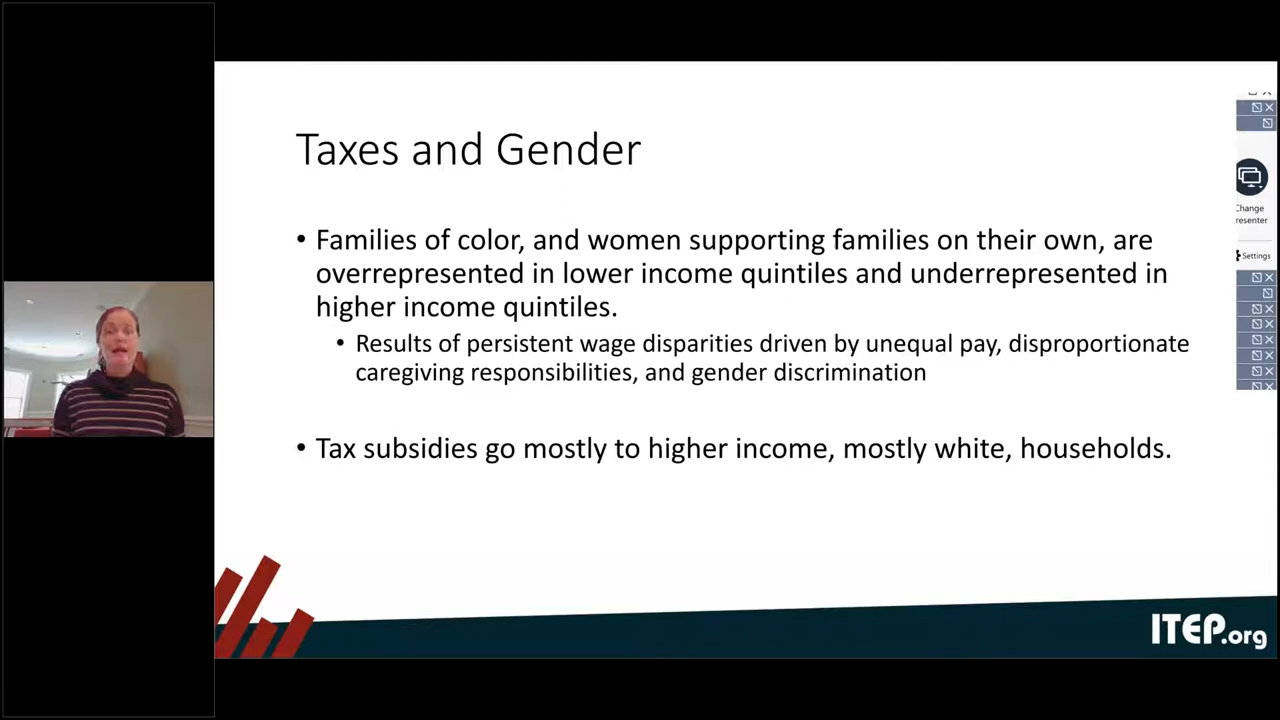 Taxes and Gender
• Families of color, and women supporting families on their own, are
overrepresented in lower income quintiles and underrepresented in
higher income quintiles.
• Results of persistent wage disparities driven by unequal pay, disproportionate
caregiving responsibilities, and gender discrimination
• Tax subsidies go mostly to higher income, mostly white, households.
Change
resenter
Settings
ITEP.org